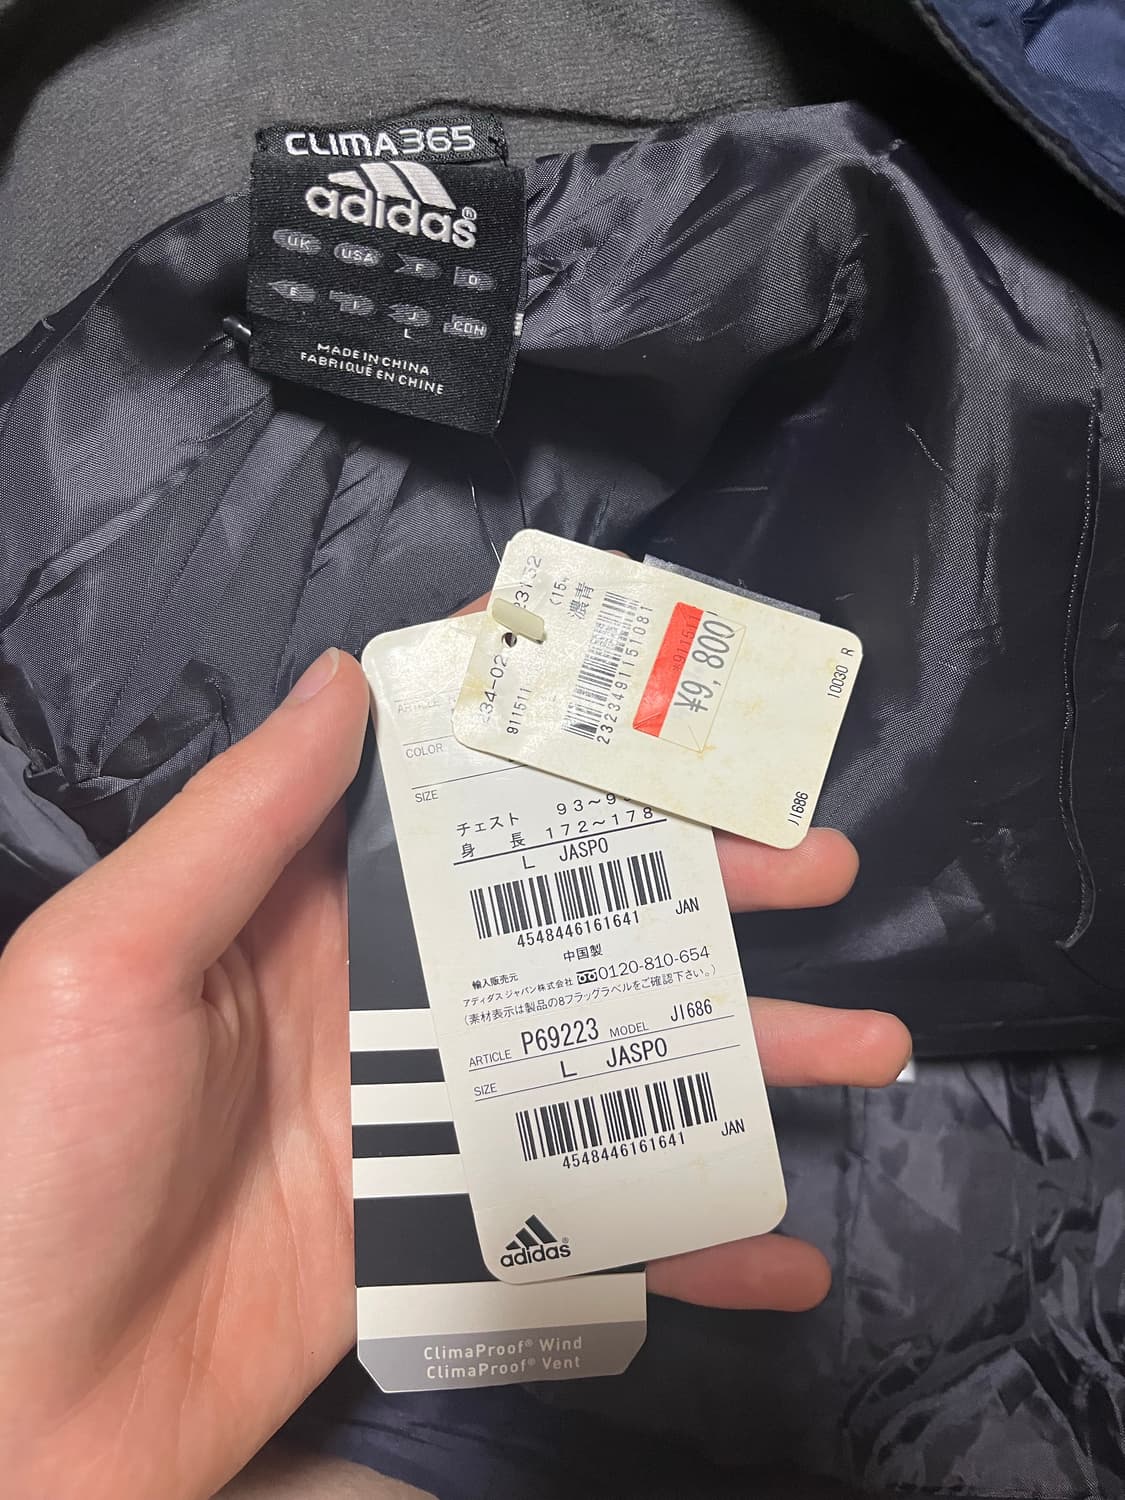 CLIMA365
adidas®
UK USA F D
E I J CDN
L
MADE IN CHINA
FABRIQUÉ EN CHINE
濃青
911511
2323491151081
*911511
¥9,800
10030 R
J1686
ARTICLE
COLOR
SIZE
チェスト 93~
身 長 172~178
L JASPO
4548446161641 JAN
中国製
輸入販売元
アディダス ジャパン株式会社 0120-810-654
(素材表示は製品の8フラッグラベルをご確認下さい。)
ARTICLE P69223 MODEL J1686
SIZE L JASPO
4548446161641 JAN
adidas®
ClimaProof® Wind
ClimaProof® Vent